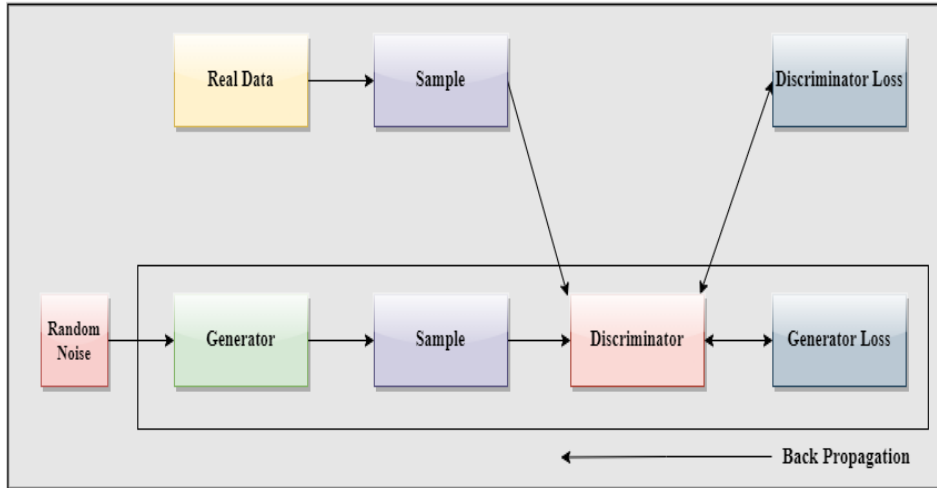 Real Data
Sample
Discriminator Loss
Random
Noise
Generator
Sample
Discriminator
Generator Loss
Back Propagation